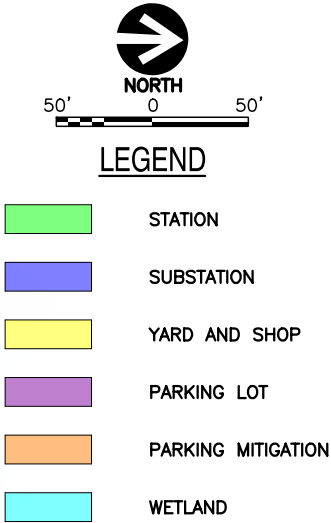 NORTH
50' 0 50'
LEGEND
STATION
SUBSTATION
YARD AND SHOP
PARKING LOT
PARKING MITIGATION
WETLAND